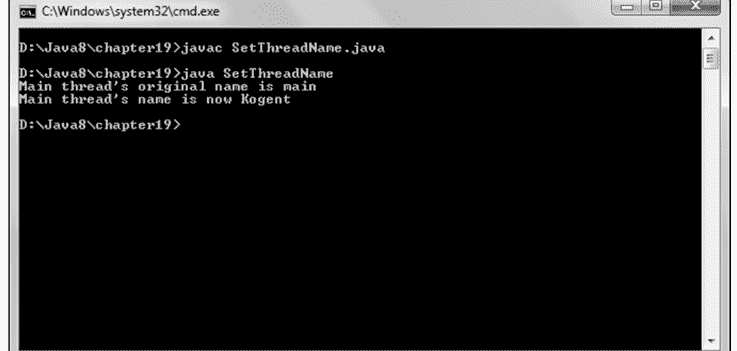 C:\Windows\system32\cmd.exe
D:\Java8\chapter19>javac SetThreadName.java
D:\Java8\chapter19>java SetThreadName
Main thread's original name is main
Main thread's name is now Kogent
D:\Java8\chapter19>